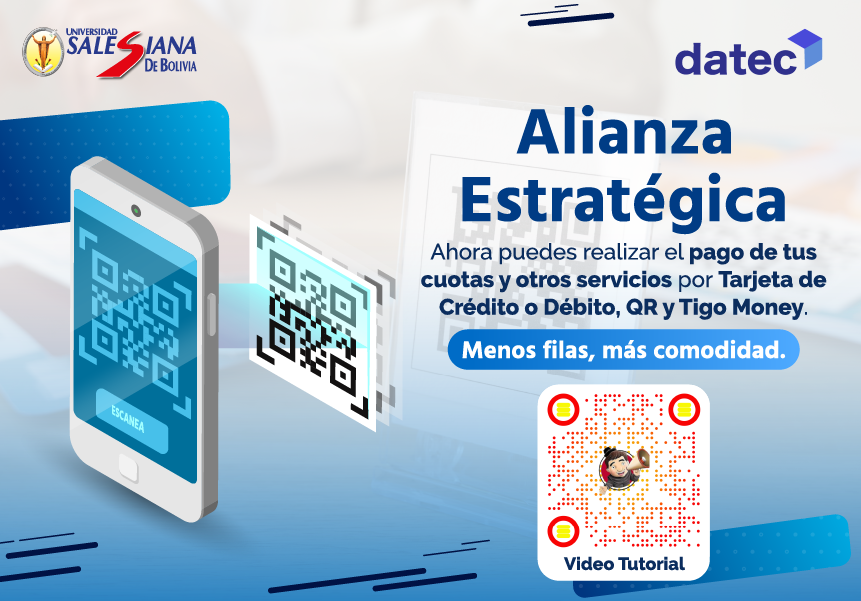 UNIVERSIDAD
SALESIANA
DE BOLIVIA
datec
Alianza
Estratégica
Ahora puedes realizar el pago de tus
cuotas y otros servicios por Tarjeta de
Crédito o Débito, QR y Tigo Money.
Menos filas, más comodidad.
ESCANEA
Video Tutorial